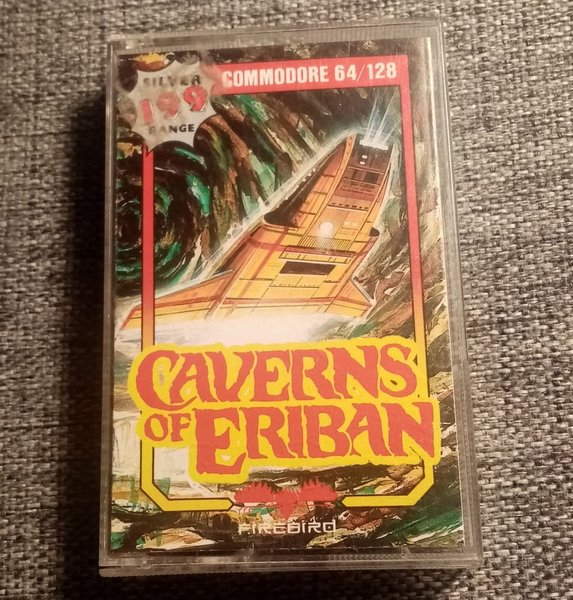 SILVER
199
RANGE
COMMODORE 64/128
CAVERNS
OF ERIBAN
FIREBIRD